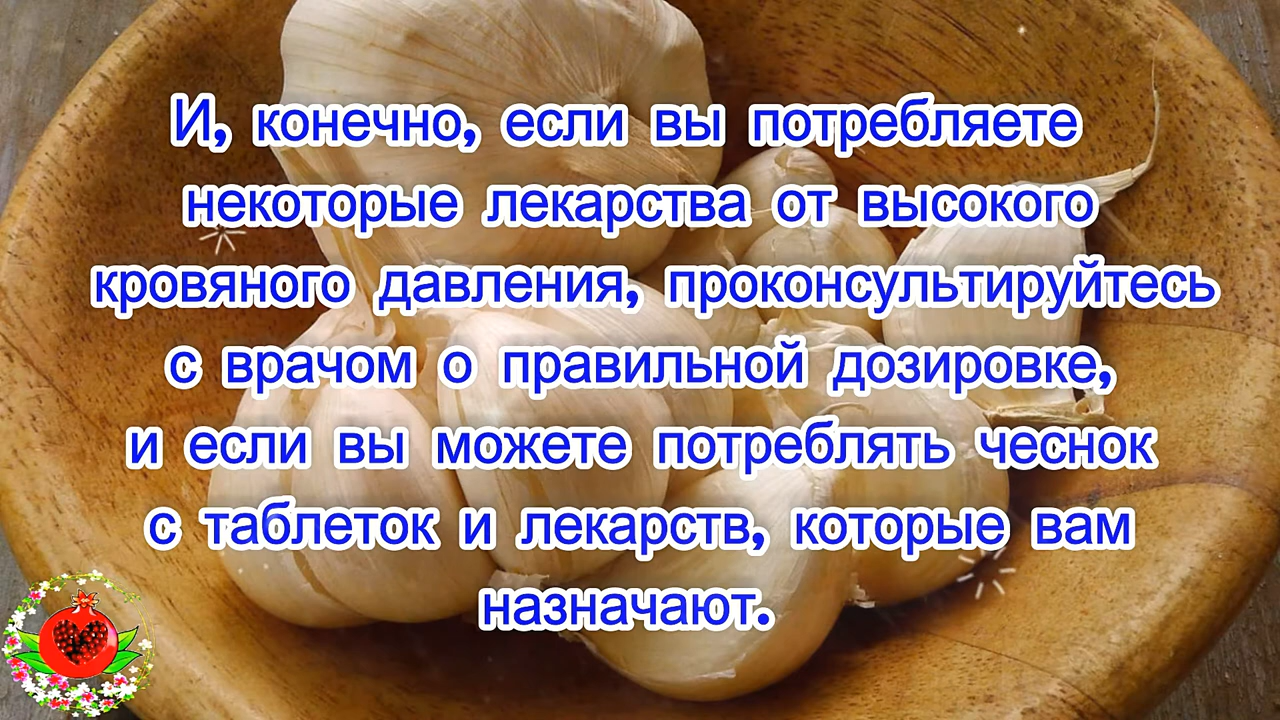 И, конечно, если вы потребляете
некоторые лекарства от высокого
кровяного давления, проконсультируйтесь
с врачом о правильной дозировке,
и если вы можете потреблять чеснок
с таблеток и лекарств, которые вам
назначают.